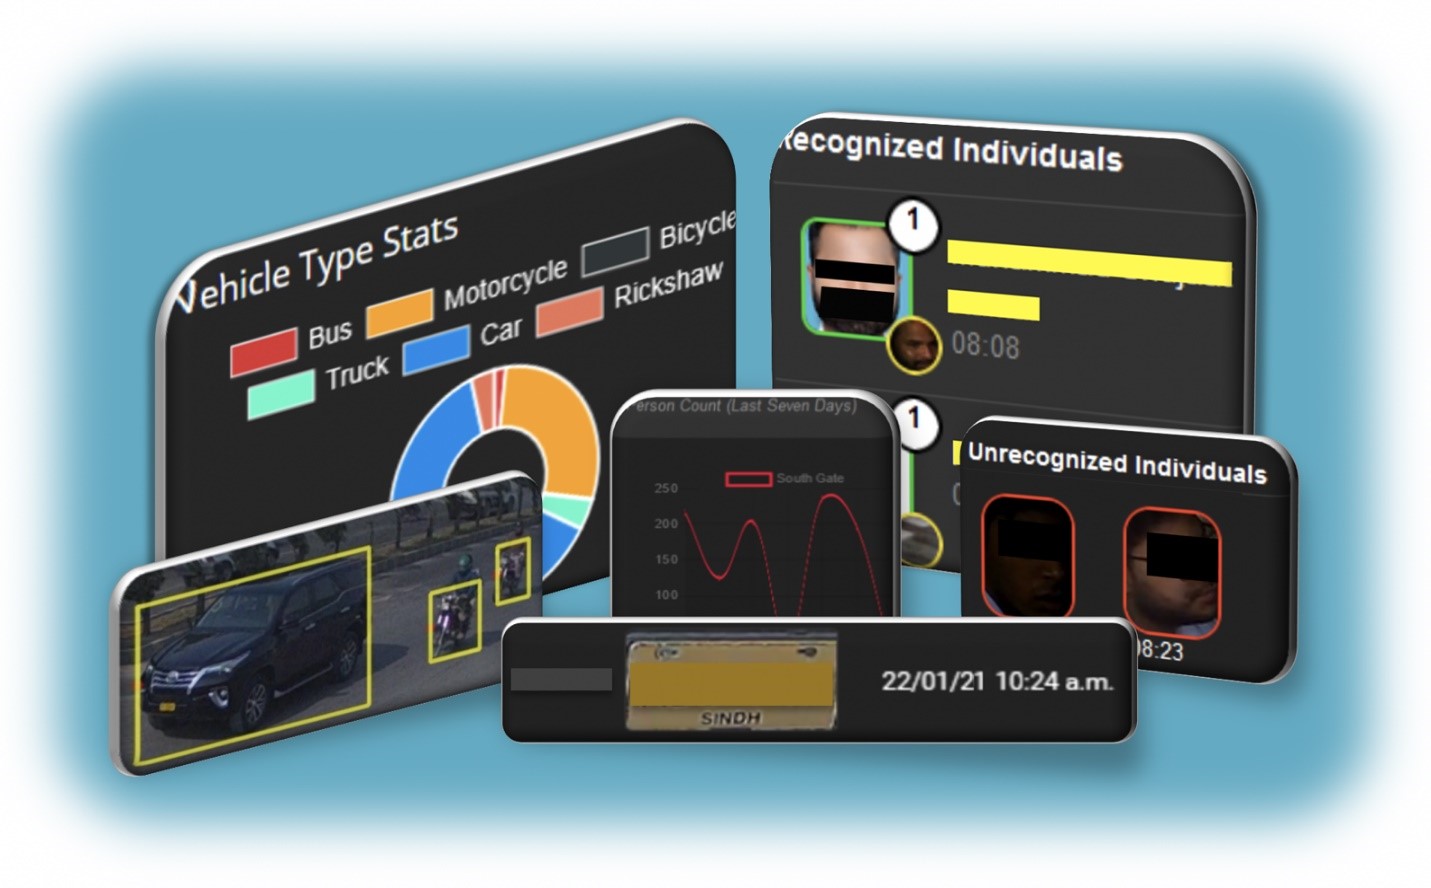 Vehicle Type Stats
Bus
Motorcycle
Bicycle
Truck
Car
Rickshaw
Recognized Individuals
1
08:08
1
erson Count (Last Seven Days)
South Gate
250
200
150
100
Unrecognized Individuals
08:23
SINDH
22/01/21 10:24 a.m.